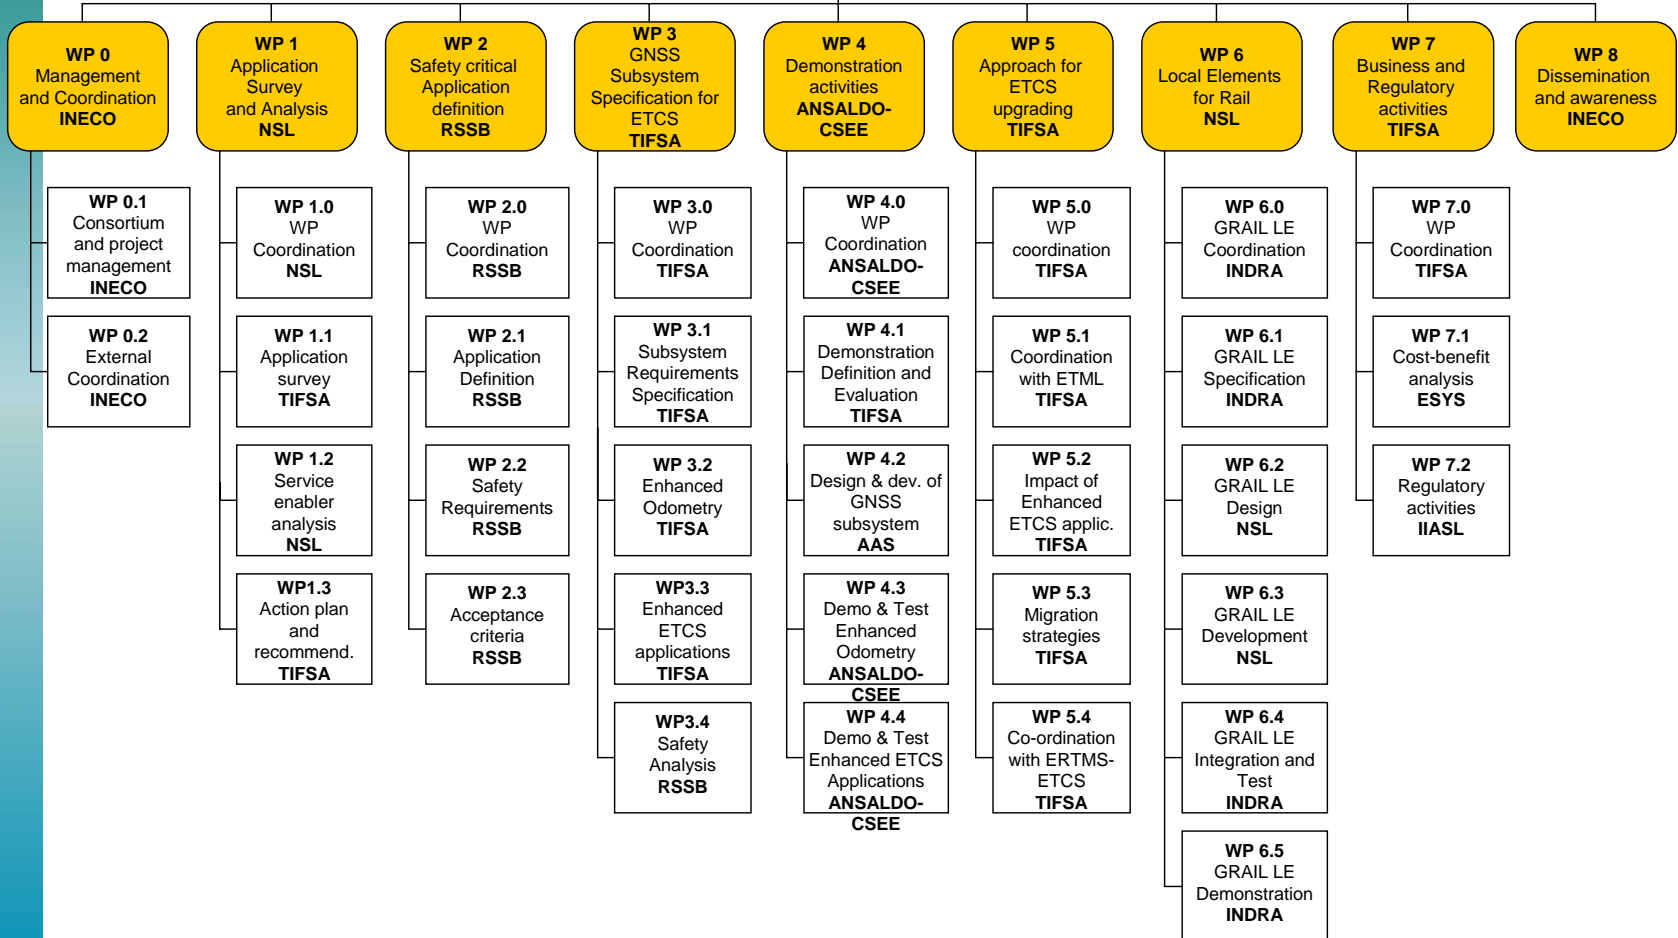 WP 0
Management
and Coordination
INECO
WP 1
Application
Survey
and Analysis
NSL
WP 2
Safety critical
Application
definition
RSSB
WP 3
GNSS
Subsystem
Specification for
ETCS
TIFSA
WP 4
Demonstration
activities
ANSALDO-
CSEE
WP 5
Approach for
ETCS
upgrading
TIFSA
WP 6
Local Elements
for Rail
NSL
WP 7
Business and
Regulatory
activities
TIFSA
WP 8
Dissemination
and awareness
INECO
WP 0.1
Consortium
and project
management
INECO
WP 0.2
External
Coordination
INECO
WP 1.0
WP
Coordination
NSL
WP 1.1
Application
survey
TIFSA
WP 1.2
Service
enabler
analysis
NSL
WP1.3
Action plan
and
recommend.
TIFSA
WP 2.0
WP
Coordination
RSSB
WP 2.1
Application
Definition
RSSB
WP 2.2
Safety
Requirements
RSSB
WP 2.3
Acceptance
criteria
RSSB
WP 3.0
WP
Coordination
TIFSA
WP 3.1
Subsystem
Requirements
Specification
TIFSA
WP 3.2
Enhanced
Odometry
TIFSA
WP3.3
Enhanced
ETCS
applications
TIFSA
WP3.4
Safety
Analysis
RSSB
WP 4.0
WP
Coordination
ANSALDO-
CSEE
WP 4.1
Demonstration
Definition and
Evaluation
TIFSA
WP 4.2
Design & dev. of
GNSS
subsystem
AAS
WP 4.3
Demo & Test
Enhanced
Odometry
ANSALDO-
CSEE
WP 4.4
Demo & Test
Enhanced ETCS
Applications
ANSALDO-
CSEE
WP 5.0
WP
coordination
TIFSA
WP 5.1
Coordination
with ETML
TIFSA
WP 5.2
Impact of
Enhanced
ETCS applic.
TIFSA
WP 5.3
Migration
strategies
TIFSA
WP 5.4
Co-ordination
with ERTMS-
ETCS
TIFSA
WP 6.0
GRAIL LE
Coordination
INDRA
WP 6.1
GRAIL LE
Specification
INDRA
WP 6.2
GRAIL LE
Design
NSL
WP 6.3
GRAIL LE
Development
NSL
WP 6.4
GRAIL LE
Integration and
Test
INDRA
WP 6.5
GRAIL LE
Demonstration
INDRA
WP 7.0
WP
Coordination
TIFSA
WP 7.1
Cost-benefit
analysis
ESYS
WP 7.2
Regulatory
activities
IIASL